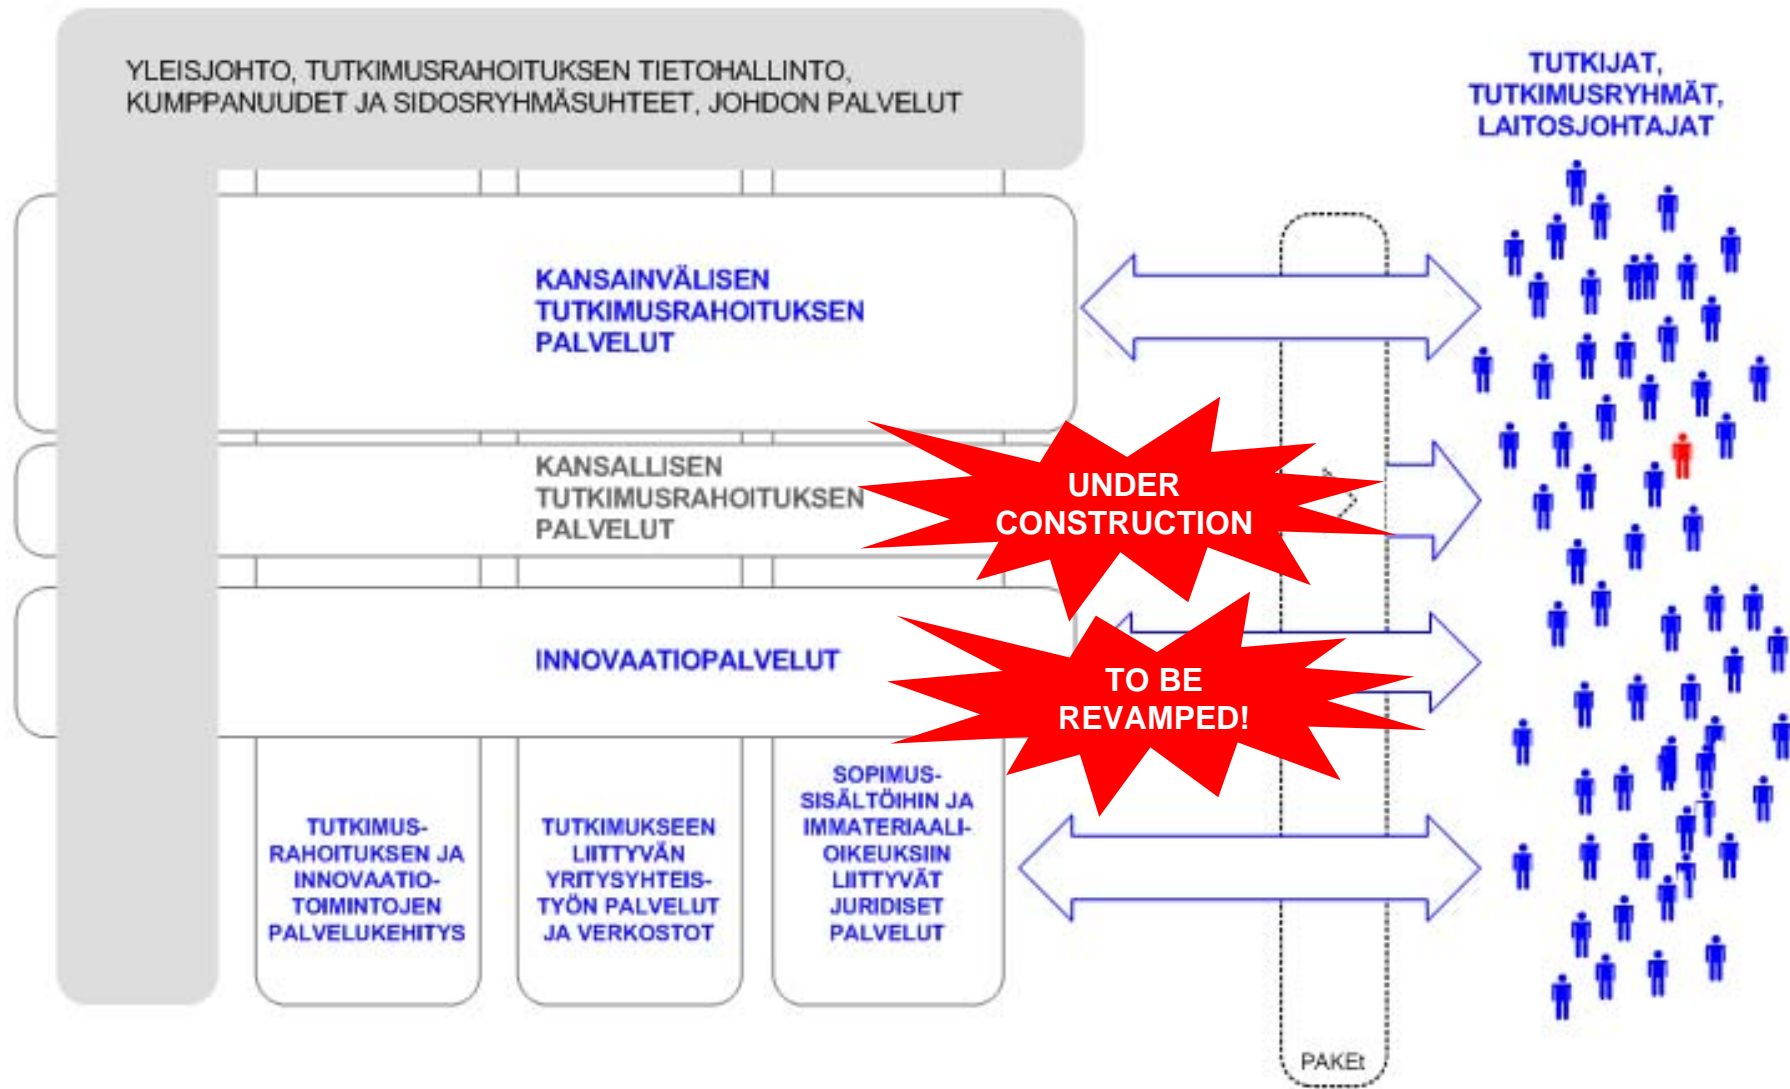 YLEISJOHTO, TUTKIMUSRAHOITUKSEN TIETOHALLINTO,
KUMPPANUUDET JA SIDOSRYHMÄSUHTEET, JOHDON PALVELUT
TUTKIJAT,
TUTKIMUSRYHMÄT,
LAITOSJOHTAJAT
KANSAINVÄLISEN
TUTKIMUSRAHOITUKSEN
PALVELUT
KANSALLISEN
TUTKIMUSRAHOITUKSEN
PALVELUT
UNDER
CONSTRUCTION
INNOVAATIOPALVELUT
TO BE
REVAMPED!
TUTKIMUS-
RAHOITUKSEN JA
INNOVAATIO-
TOIMINTOJEN
PALVELUKEHITYS
TUTKIMUKSEEN
LIITTYVÄN
YRITYSYHTEIS-
TYÖN PALVELUT
JA VERKOSTOT
SOPIMUS-
SISÄLTÖIHIN JA
IMMATERIAALI-
OIKEUKSIIN
LIITTYVÄT
JURIDISET
PALVELUT
PAKEt